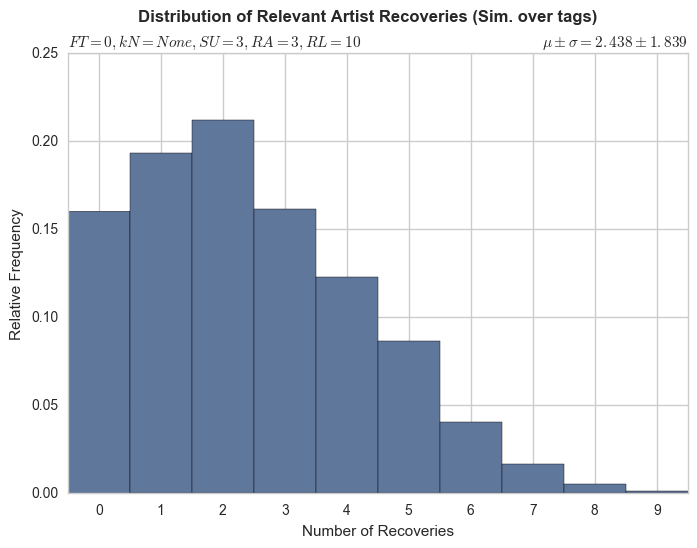 Distribution of Relevant Artist Recoveries (Sim. over tags)
FT = 0, kN = None, SU = 3, RA = 3, RL = 10
μ ± σ = 2.438 ± 1.839
0.25
0.20
0.15
0.10
0.05
0.00
Relative Frequency
0 1 2 3 4 5 6 7 8 9
Number of Recoveries